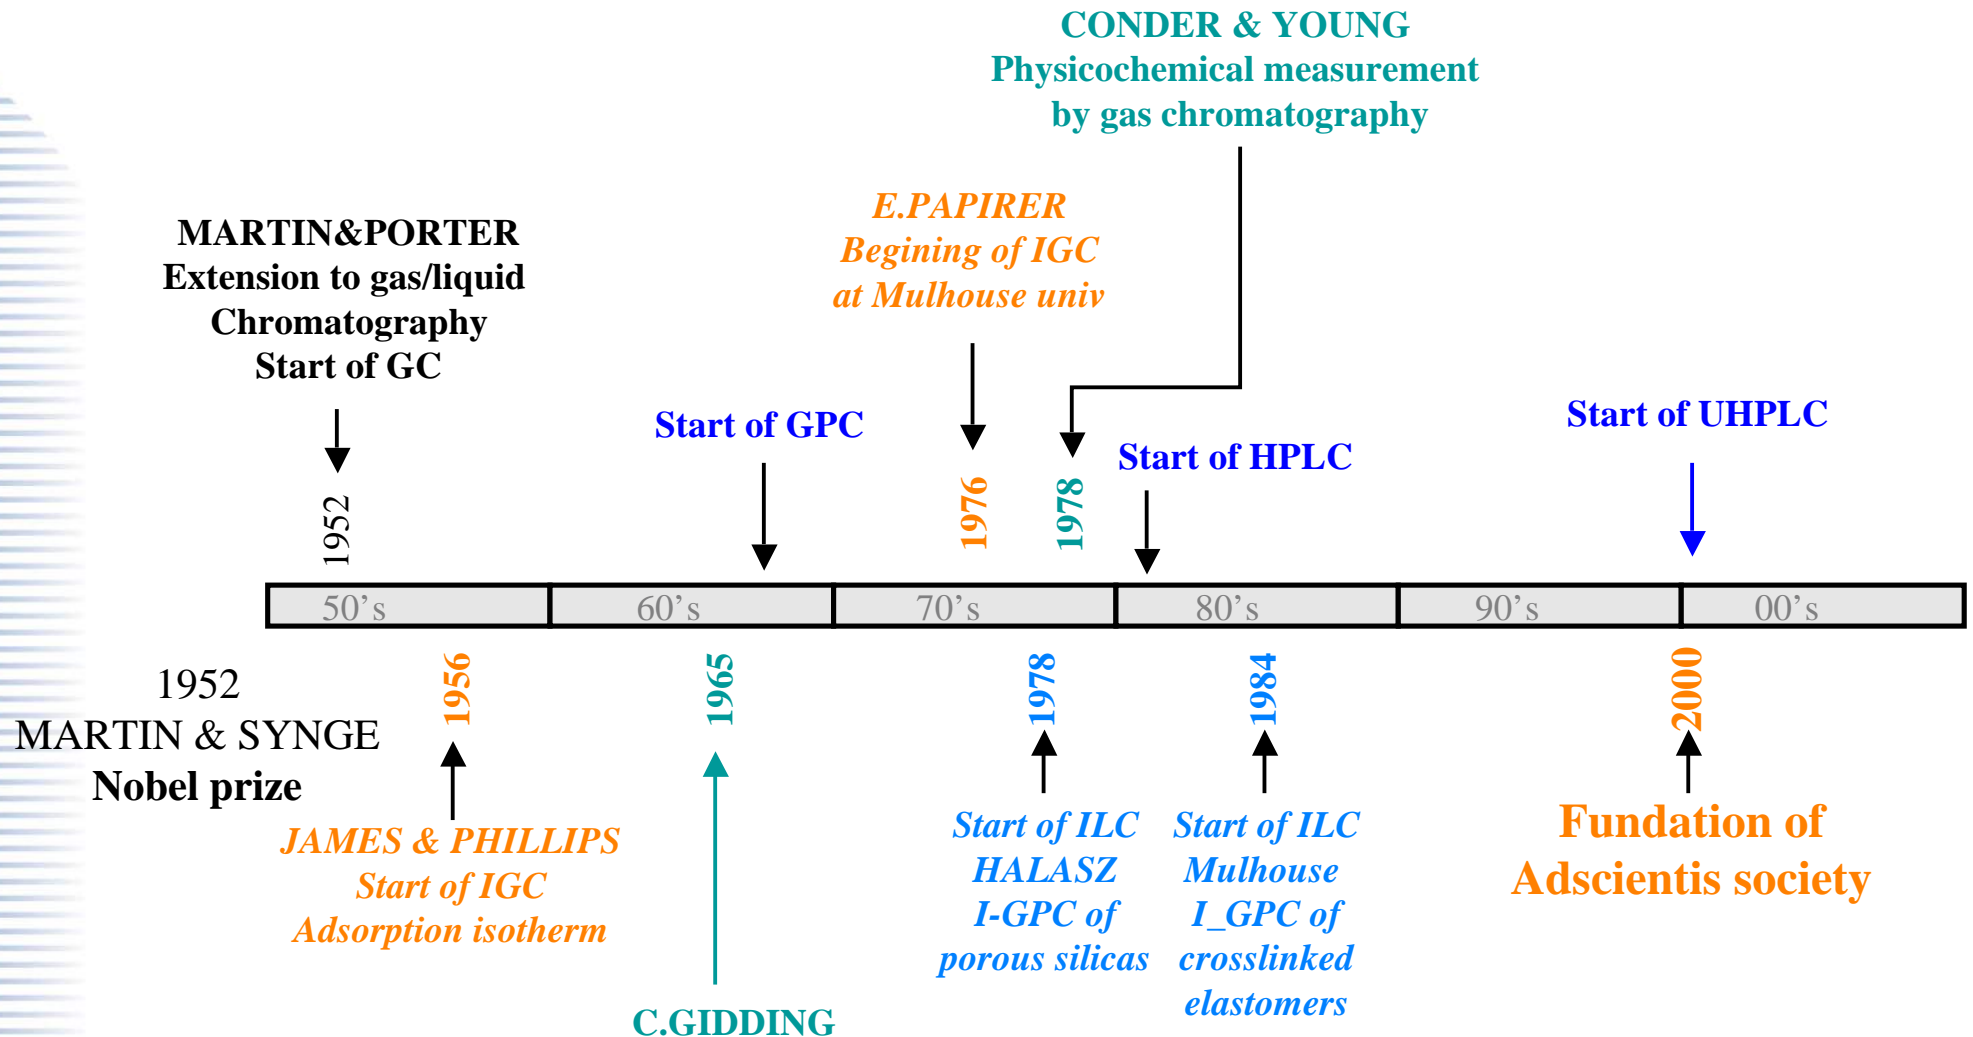 CONDER & YOUNG
Physicochemical measurement
by gas chromatography
E.PAPIRER
Begining of IGC
at Mulhouse univ
MARTIN&PORTER
Extension to gas/liquid
Chromatography
Start of GC
Start of GPC
Start of HPLC
Start of UHPLC
1952
1976
1978
50's
60's
70's
80's
90's
00's
1952
MARTIN & SYNGE
Nobel prize
1956
1965
1978
1984
2000
JAMES & PHILLIPS
Start of IGC
Adsorption isotherm
C.GIDDING
Start of ILC
HALASZ
I-GPC of
porous silicas
Start of ILC
Mulhouse
I_GPC of
crosslinked
elastomers
Fundation of
Adscientis society